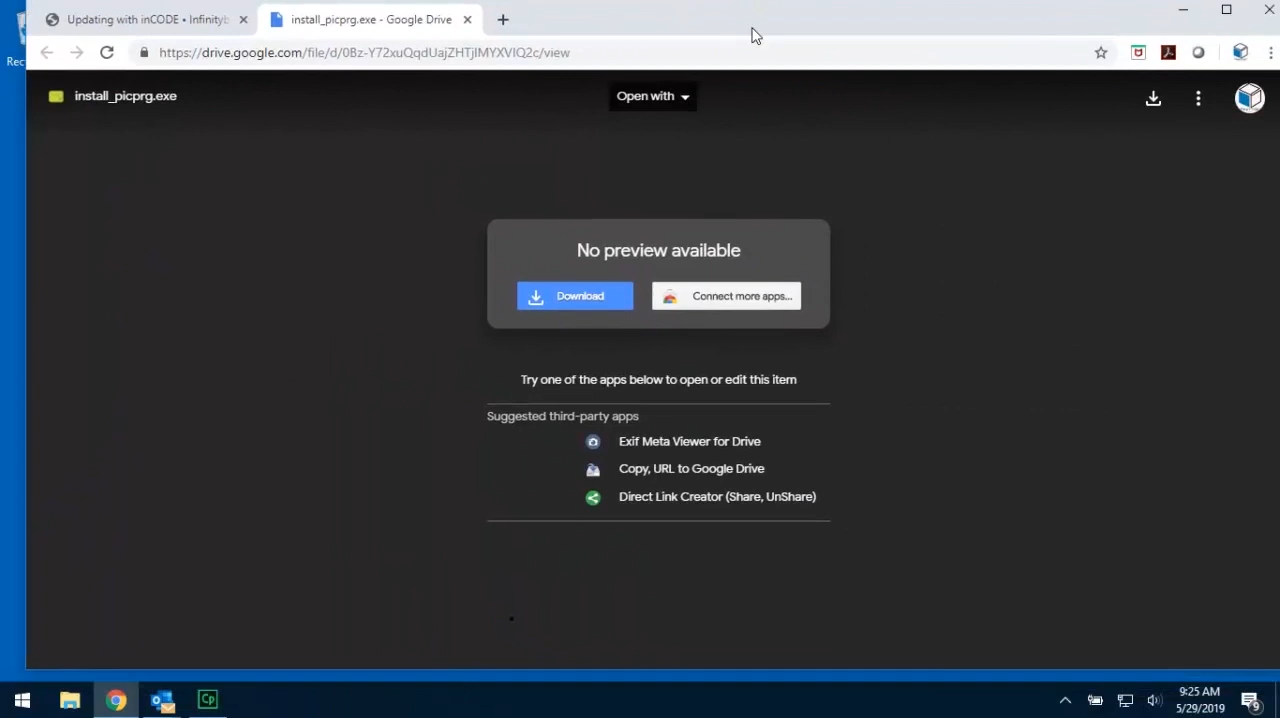 Updating with inCODE • Infinityb
install_picprg.exe - Google Drive
https://drive.google.com/file/d/0Bz-Y72xuQqdUajZHTjlMYXVIQ2c/view
Rec
install_picprg.exe
Open with
No preview available
Download
Connect more apps...
Try one of the apps below to open or edit this item
Suggested third-party apps
Exif Meta Viewer for Drive
Copy, URL to Google Drive
Direct Link Creator (Share, UnShare)
Cp
9:25 AM
5/29/2019
9